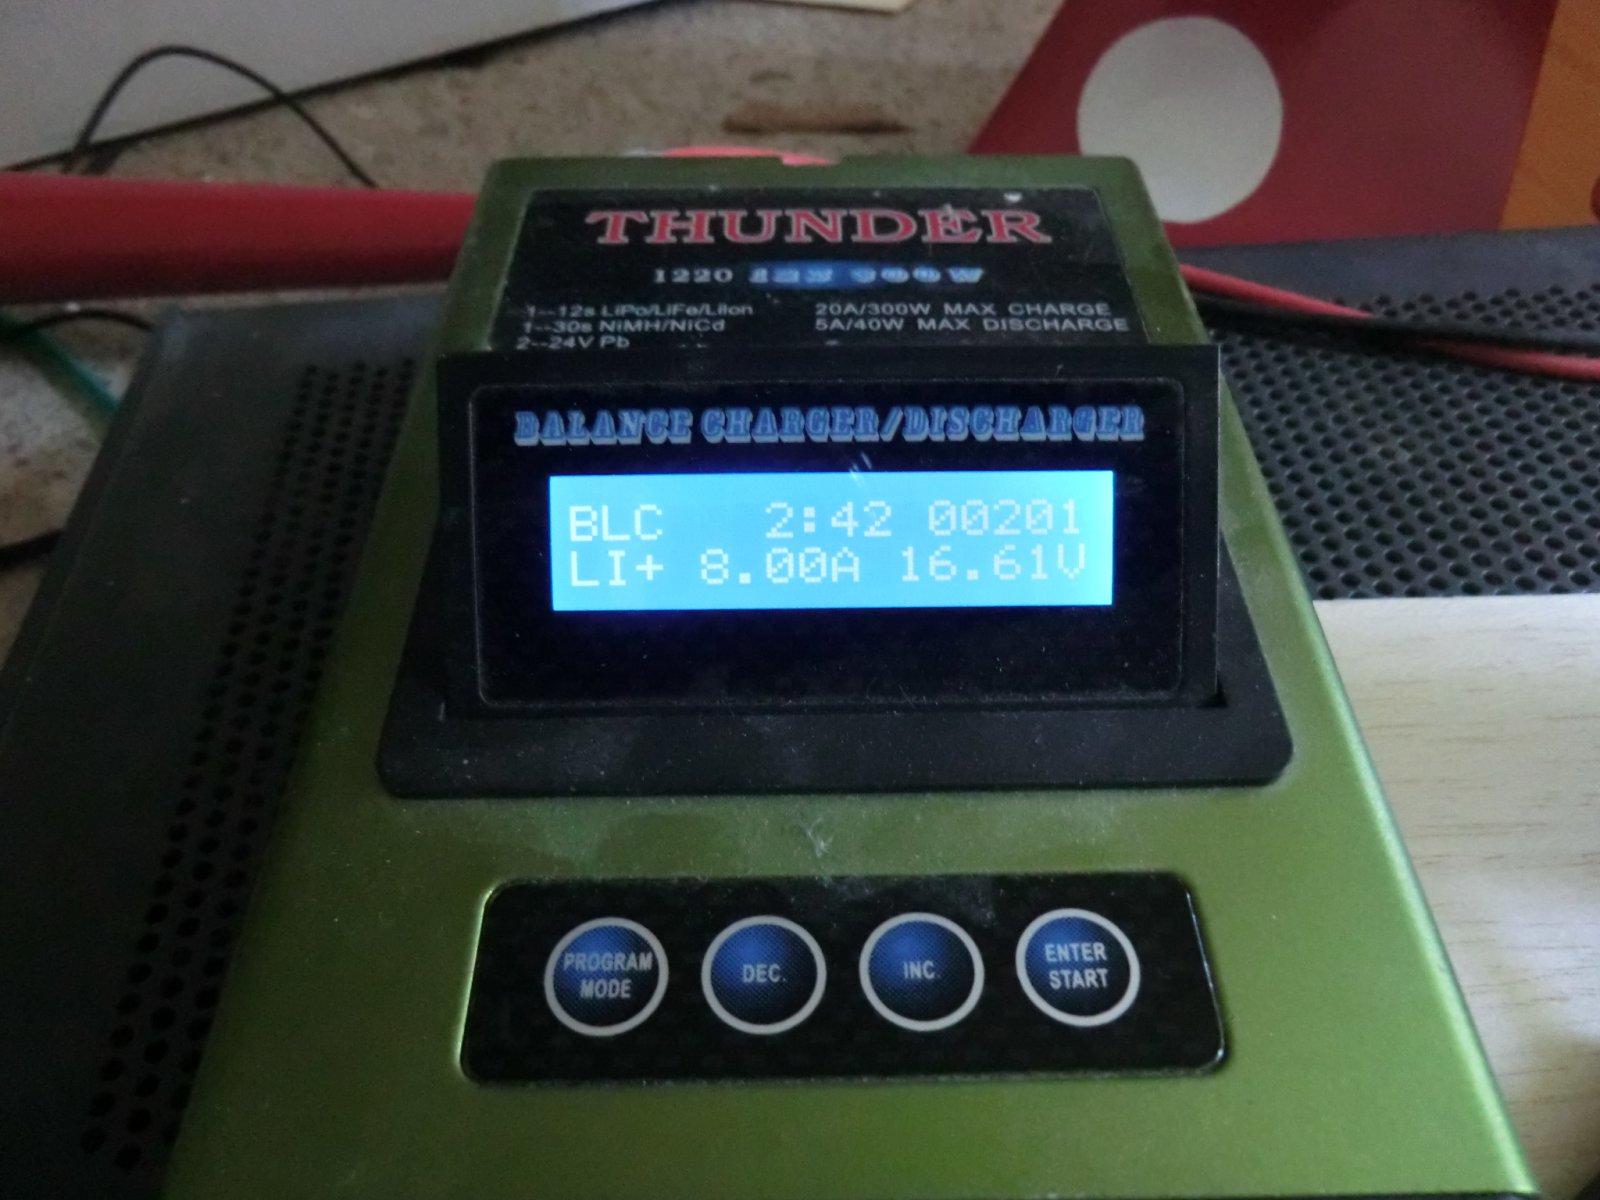 THUNDER
1220 12S 300W
1--12s LiPo/LiFe/LiIon 20A/300W MAX CHARGE
1--30s NiMH/NiCd 5A/40W MAX DISCHARGE
2--24V Pb
BALANCE CHARGER/DISCHARGER
BLC 2:42 00201
LI+ 8.00A 16.61V
PROGRAM MODE
DEC.
INC.
ENTER START